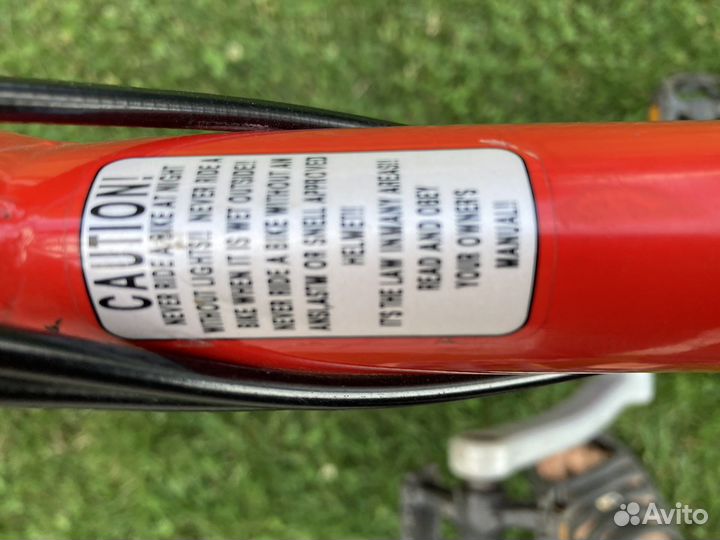 CAUTION!
NEVER RIDE A BIKE AT NIGHT
WITHOUT LIGHTS!! NEVER RIDE A
BIKE WHEN IT IS WET OUTSIDE!!
NEVER RIDE A BIKE WITHOUT AN
ANSI,ASTM OR SNELL APPROVED
HELMET!!!
IT'S THE LAW IN MANY AREAS!!
READ AND OBEY
YOUR OWNER'S
MANUAL!!
Avito